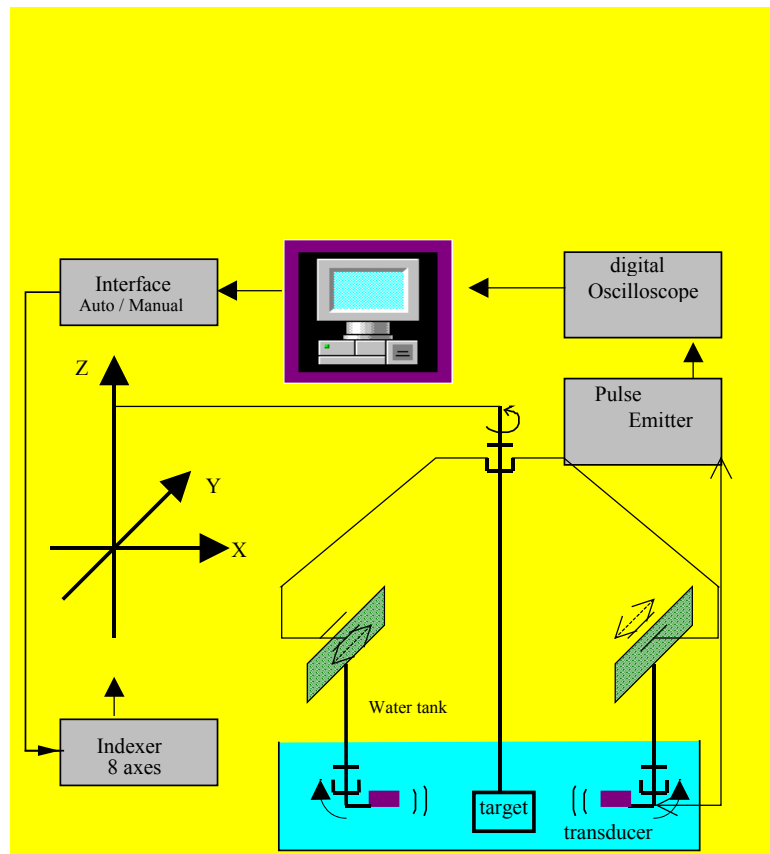 Interface
Auto / Manual
digital
Oscilloscope
Pulse
Emitter
Z
Y
X
Water tank
Indexer
8 axes
target
transducer